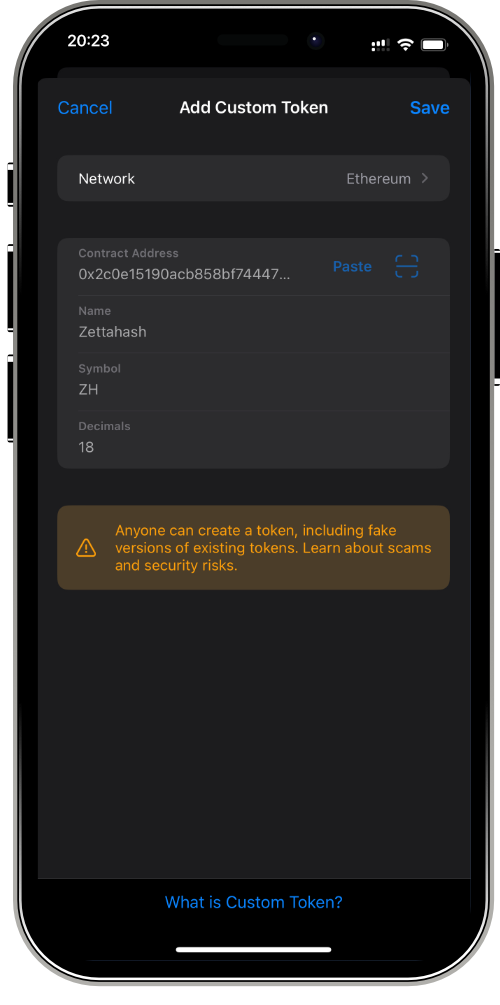 20:23
Cancel
Add Custom Token
Save
Network
Ethereum
Contract Address
0x2c0e15190acb858bf74447...
Paste
Name
Zettahash
Symbol
ZH
Decimals
18
Anyone can create a token, including fake
versions of existing tokens. Learn about scams
and security risks.
What is Custom Token?